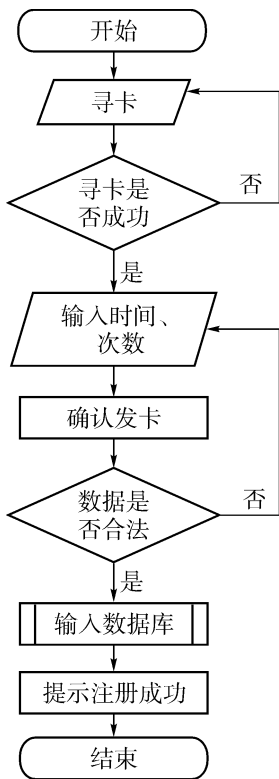 开始
寻卡
寻卡是
否成功
否
是
输入时间、
次数
确认发卡
数据是
否合法
否
是
输入数据库
提示注册成功
结束